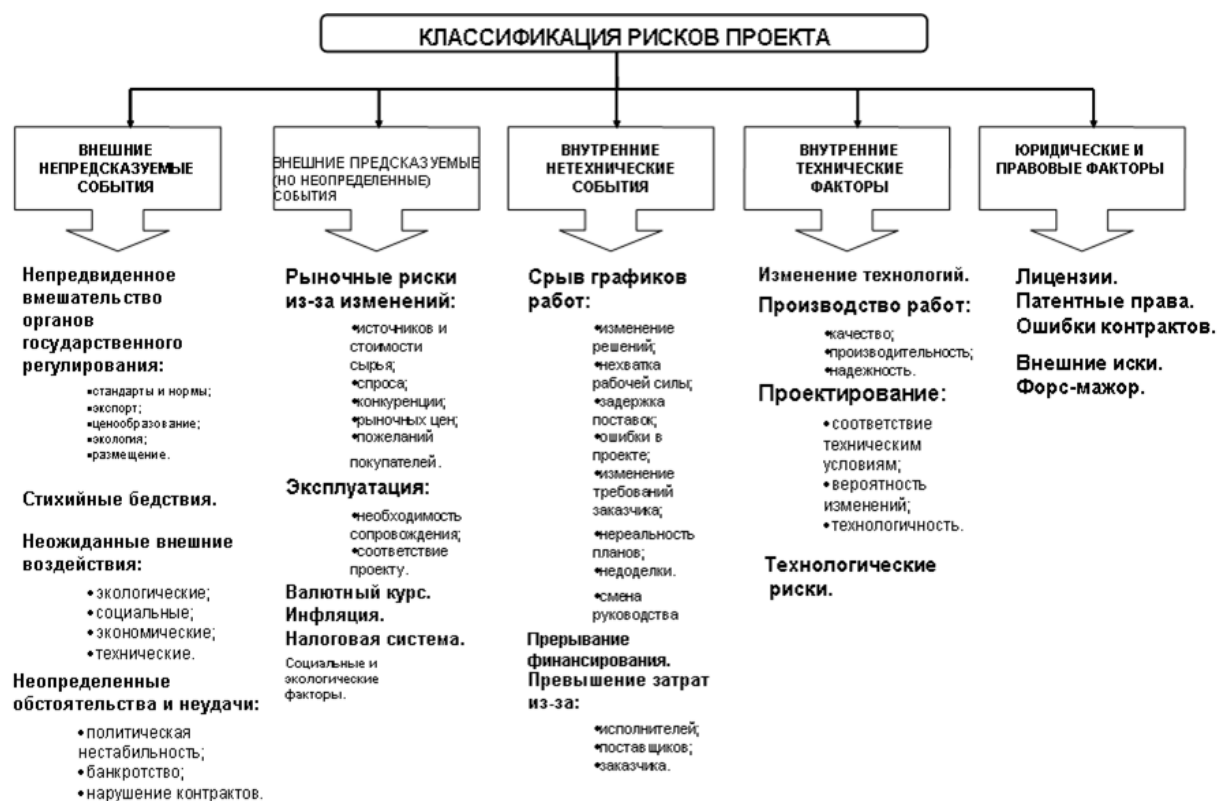 КЛАССИФИКАЦИЯ РИСКОВ ПРОЕКТА
ВНЕШНИЕ
НЕПРЕДСКАЗУЕМЫЕ
СОБЫТИЯ
Непредвиденное
вмешательство
органов
государственного
регулирования:
•стандарты и нормы;
•экспорт;
•ценообразование;
•экология;
•размещение.
Стихийные бедствия.
Неожиданные внешние
воздействия:
•экологические;
•социальные;
•экономические;
•технические.
Неопределенные
обстоятельства и неудачи:
•политическая
нестабильность;
•банкротство;
•нарушение контрактов.
ВНЕШНИЕ ПРЕДСКАЗУЕМЫЕ
(НО НЕОПРЕДЕЛЕННЫЕ)
СОБЫТИЯ
Рыночные риски
из-за изменений:
•источников и
стоимости
сырья;
•спроса;
•конкуренции;
•рыночных цен;
•пожеланий
покупателей.
Эксплуатация:
•необходимость
сопровождения;
•соответствие
проекту.
Валютный курс.
Инфляция.
Налоговая система.
Социальные и
экологические
факторы.
ВНУТРЕННИЕ
НЕТЕХНИЧЕСКИЕ
СОБЫТИЯ
Срыв графиков
работ:
•изменение
решений;
•нехватка
рабочей силы;
•задержка
поставок;
•ошибки в
проекте;
•изменение
требований
заказчика;
•нереальность
планов;
•недоделки.
•смена
руководства
Прерывание
финансирования.
Превышение затрат
из-за:
•исполнителей;
•поставщиков;
•заказчика.
ВНУТРЕННИЕ
ТЕХНИЧЕСКИЕ
ФАКТОРЫ
Изменение технологий.
Производство работ:
•качество;
•производительность;
•надежность.
Проектирование:
•соответствие
техническим
условиям;
•вероятность
изменений;
•технологичность.
Технологические
риски.
ЮРИДИЧЕСКИЕ И
ПРАВОВЫЕ ФАКТОРЫ
Лицензии.
Патентные права.
Ошибки контрактов.
Внешние иски.
Форс-мажор.